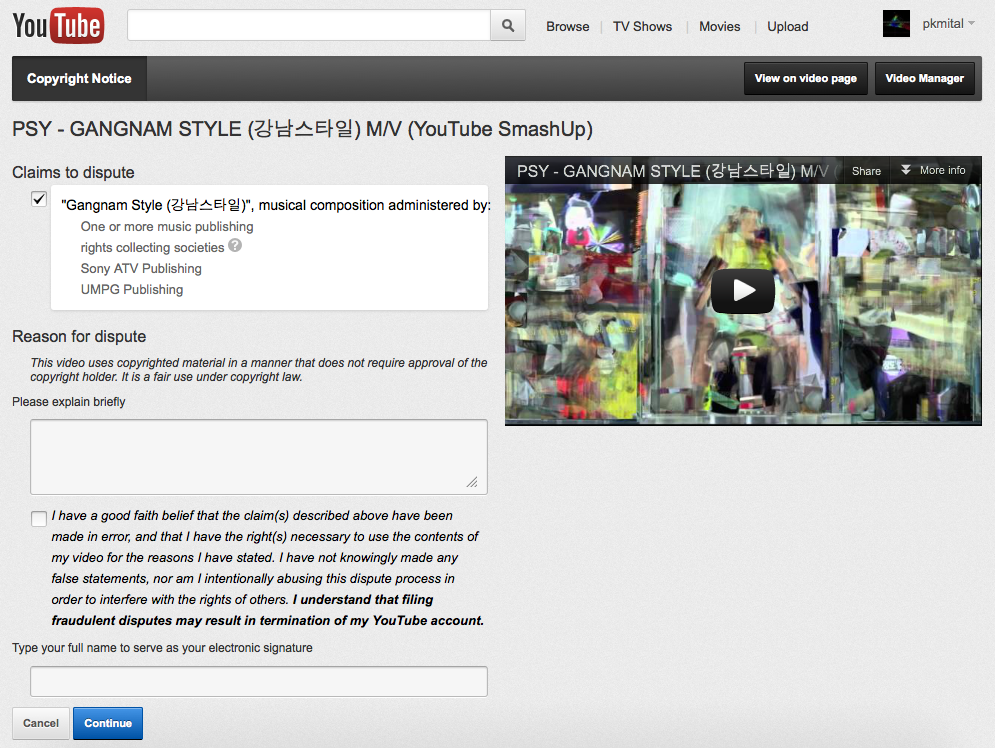 YouTube
Browse
TV Shows
Movies
Upload
pkmital
Copyright Notice
View on video page
Video Manager
PSY - GANGNAM STYLE (강남스타일) M/V (YouTube SmashUp)
Claims to dispute
"Gangnam Style (강남스타일)", musical composition administered by:
One or more music publishing
rights collecting societies ?
Sony ATV Publishing
UMPG Publishing
PSY - GANGNAM STYLE (강남스타일) M/V (
Share
More info
Reason for dispute
This video uses copyrighted material in a manner that does not require approval of the
copyright holder. It is a fair use under copyright law.
Please explain briefly
I have a good faith belief that the claim(s) described above have been
made in error, and that I have the right(s) necessary to use the contents of
my video for the reasons I have stated. I have not knowingly made any
false statements, nor am I intentionally abusing this dispute process in
order to interfere with the rights of others. I understand that filing
fraudulent disputes may result in termination of my YouTube account.
Type your full name to serve as your electronic signature
Cancel
Continue